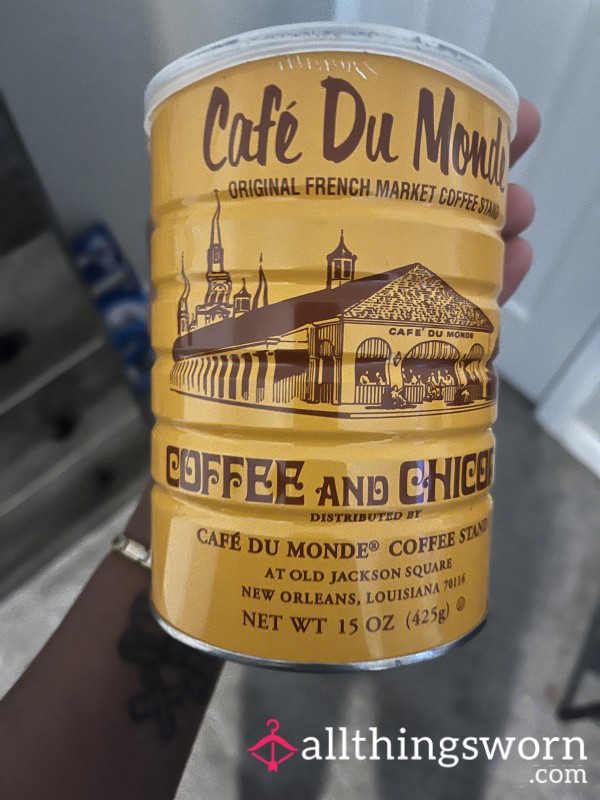 Café Du Monde
ORIGINAL FRENCH MARKET COFFEE STAND
CAFE' DU MONDE
COFFEE AND CHICO
DISTRIBUTED BY
CAFÉ DU MONDE® COFFEE STAND
AT OLD JACKSON SQUARE
NEW ORLEANS, LOUISIANA 70116
NET WT 15 OZ (425g) Ⓤ
allthingsworn
.com